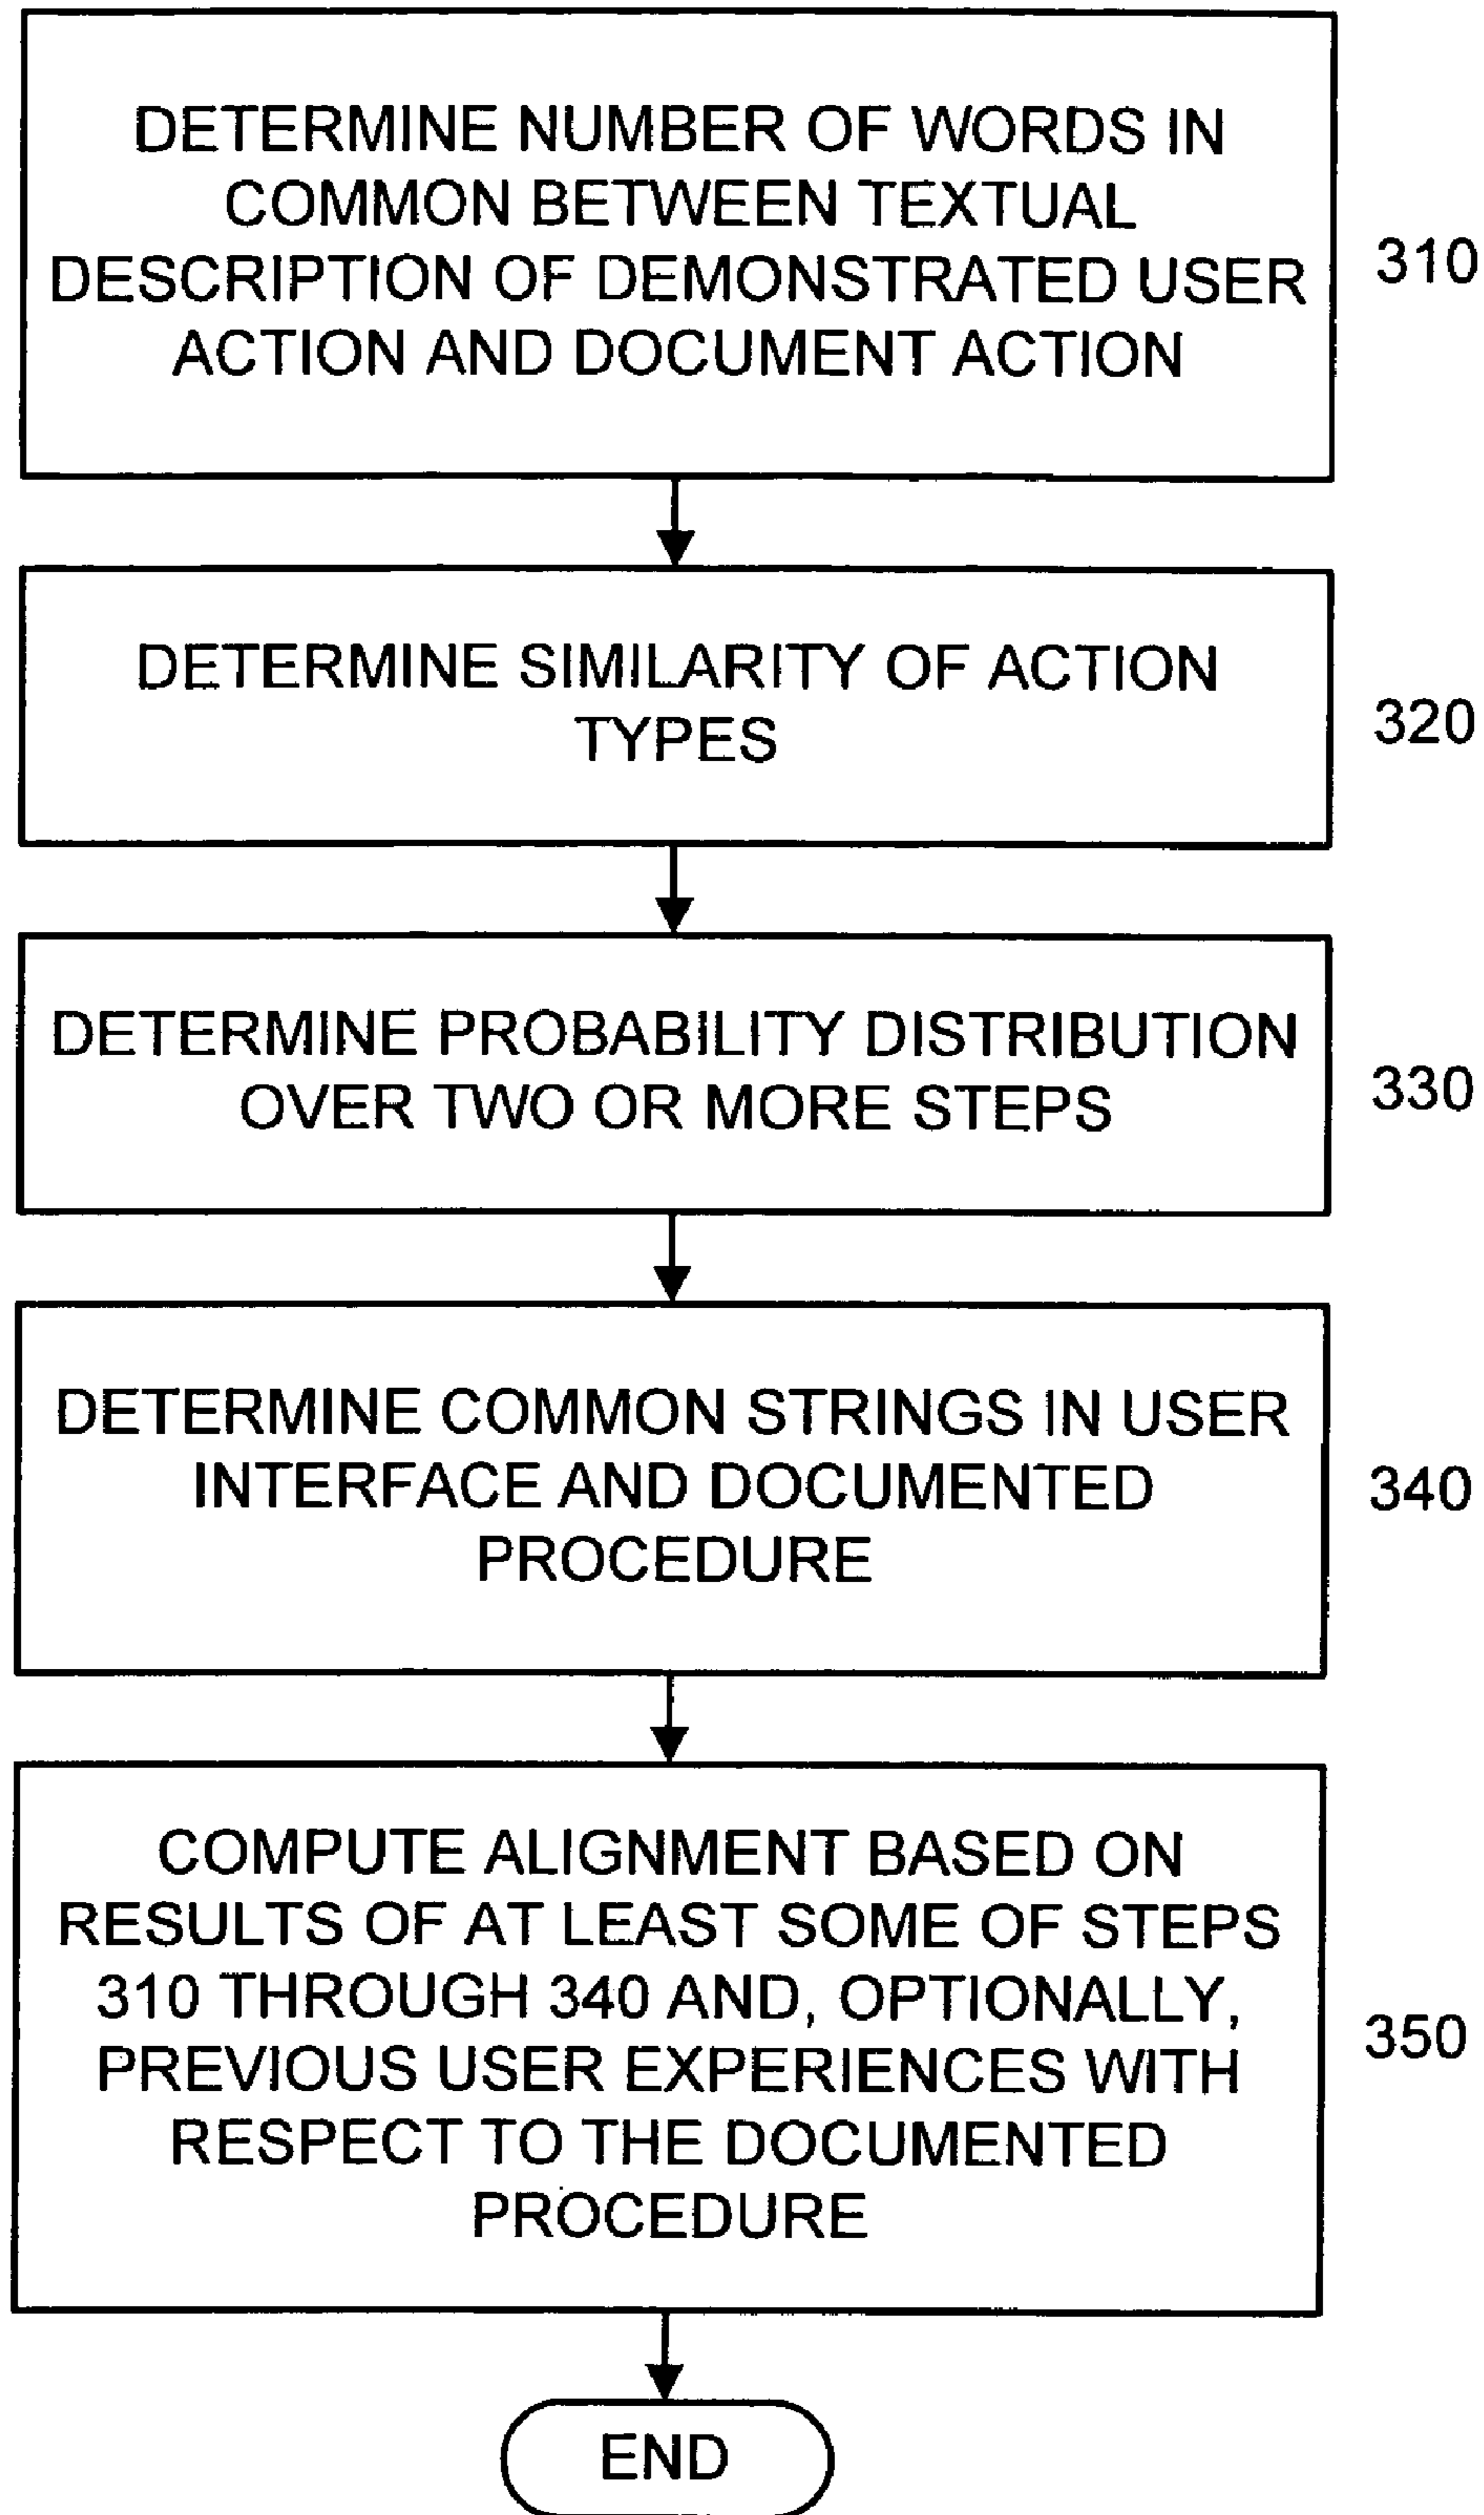 DETERMINE NUMBER OF WORDS IN
COMMON BETWEEN TEXTUAL
DESCRIPTION OF DEMONSTRATED USER
ACTION AND DOCUMENT ACTION
310
DETERMINE SIMILARITY OF ACTION
TYPES
320
DETERMINE PROBABILITY DISTRIBUTION
OVER TWO OR MORE STEPS
330
DETERMINE COMMON STRINGS IN USER
INTERFACE AND DOCUMENTED
PROCEDURE
340
COMPUTE ALIGNMENT BASED ON
RESULTS OF AT LEAST SOME OF STEPS
310 THROUGH 340 AND, OPTIONALLY,
PREVIOUS USER EXPERIENCES WITH
RESPECT TO THE DOCUMENTED
PROCEDURE
350
END